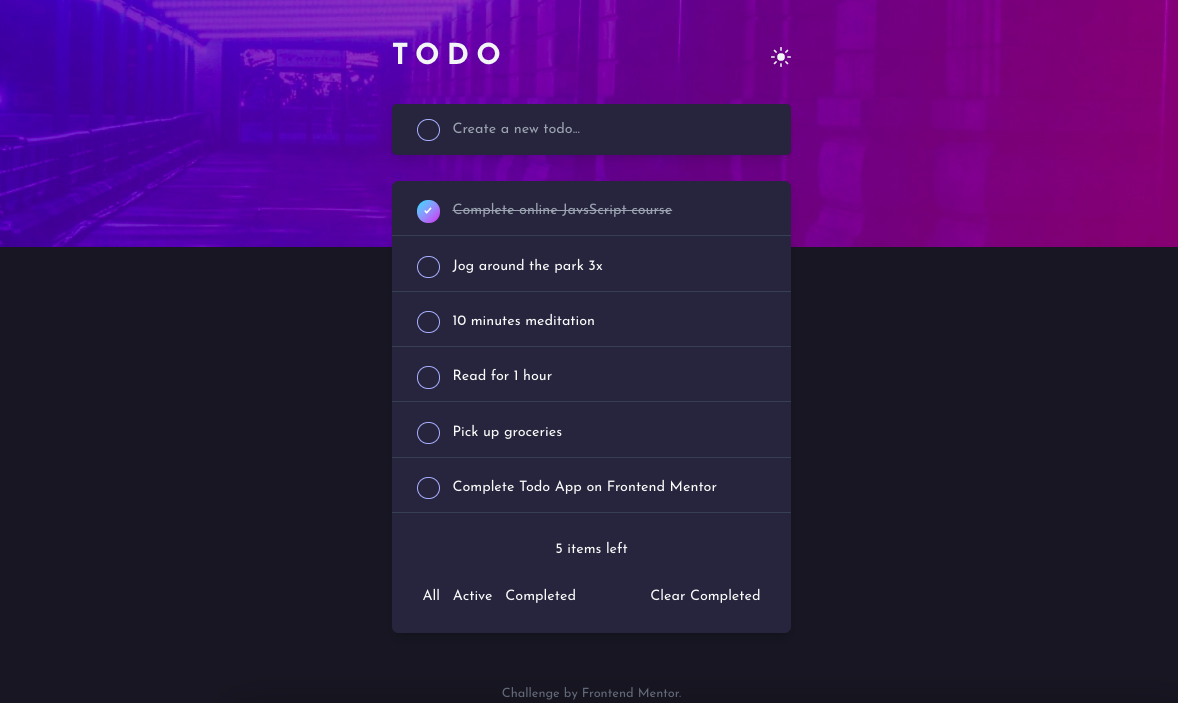 TODO
Create a new todo...
Complete online JavsScript course
Jog around the park 3x
10 minutes meditation
Read for 1 hour
Pick up groceries
Complete Todo App on Frontend Mentor
5 items left
All Active Completed Clear Completed
Challenge by Frontend Mentor.